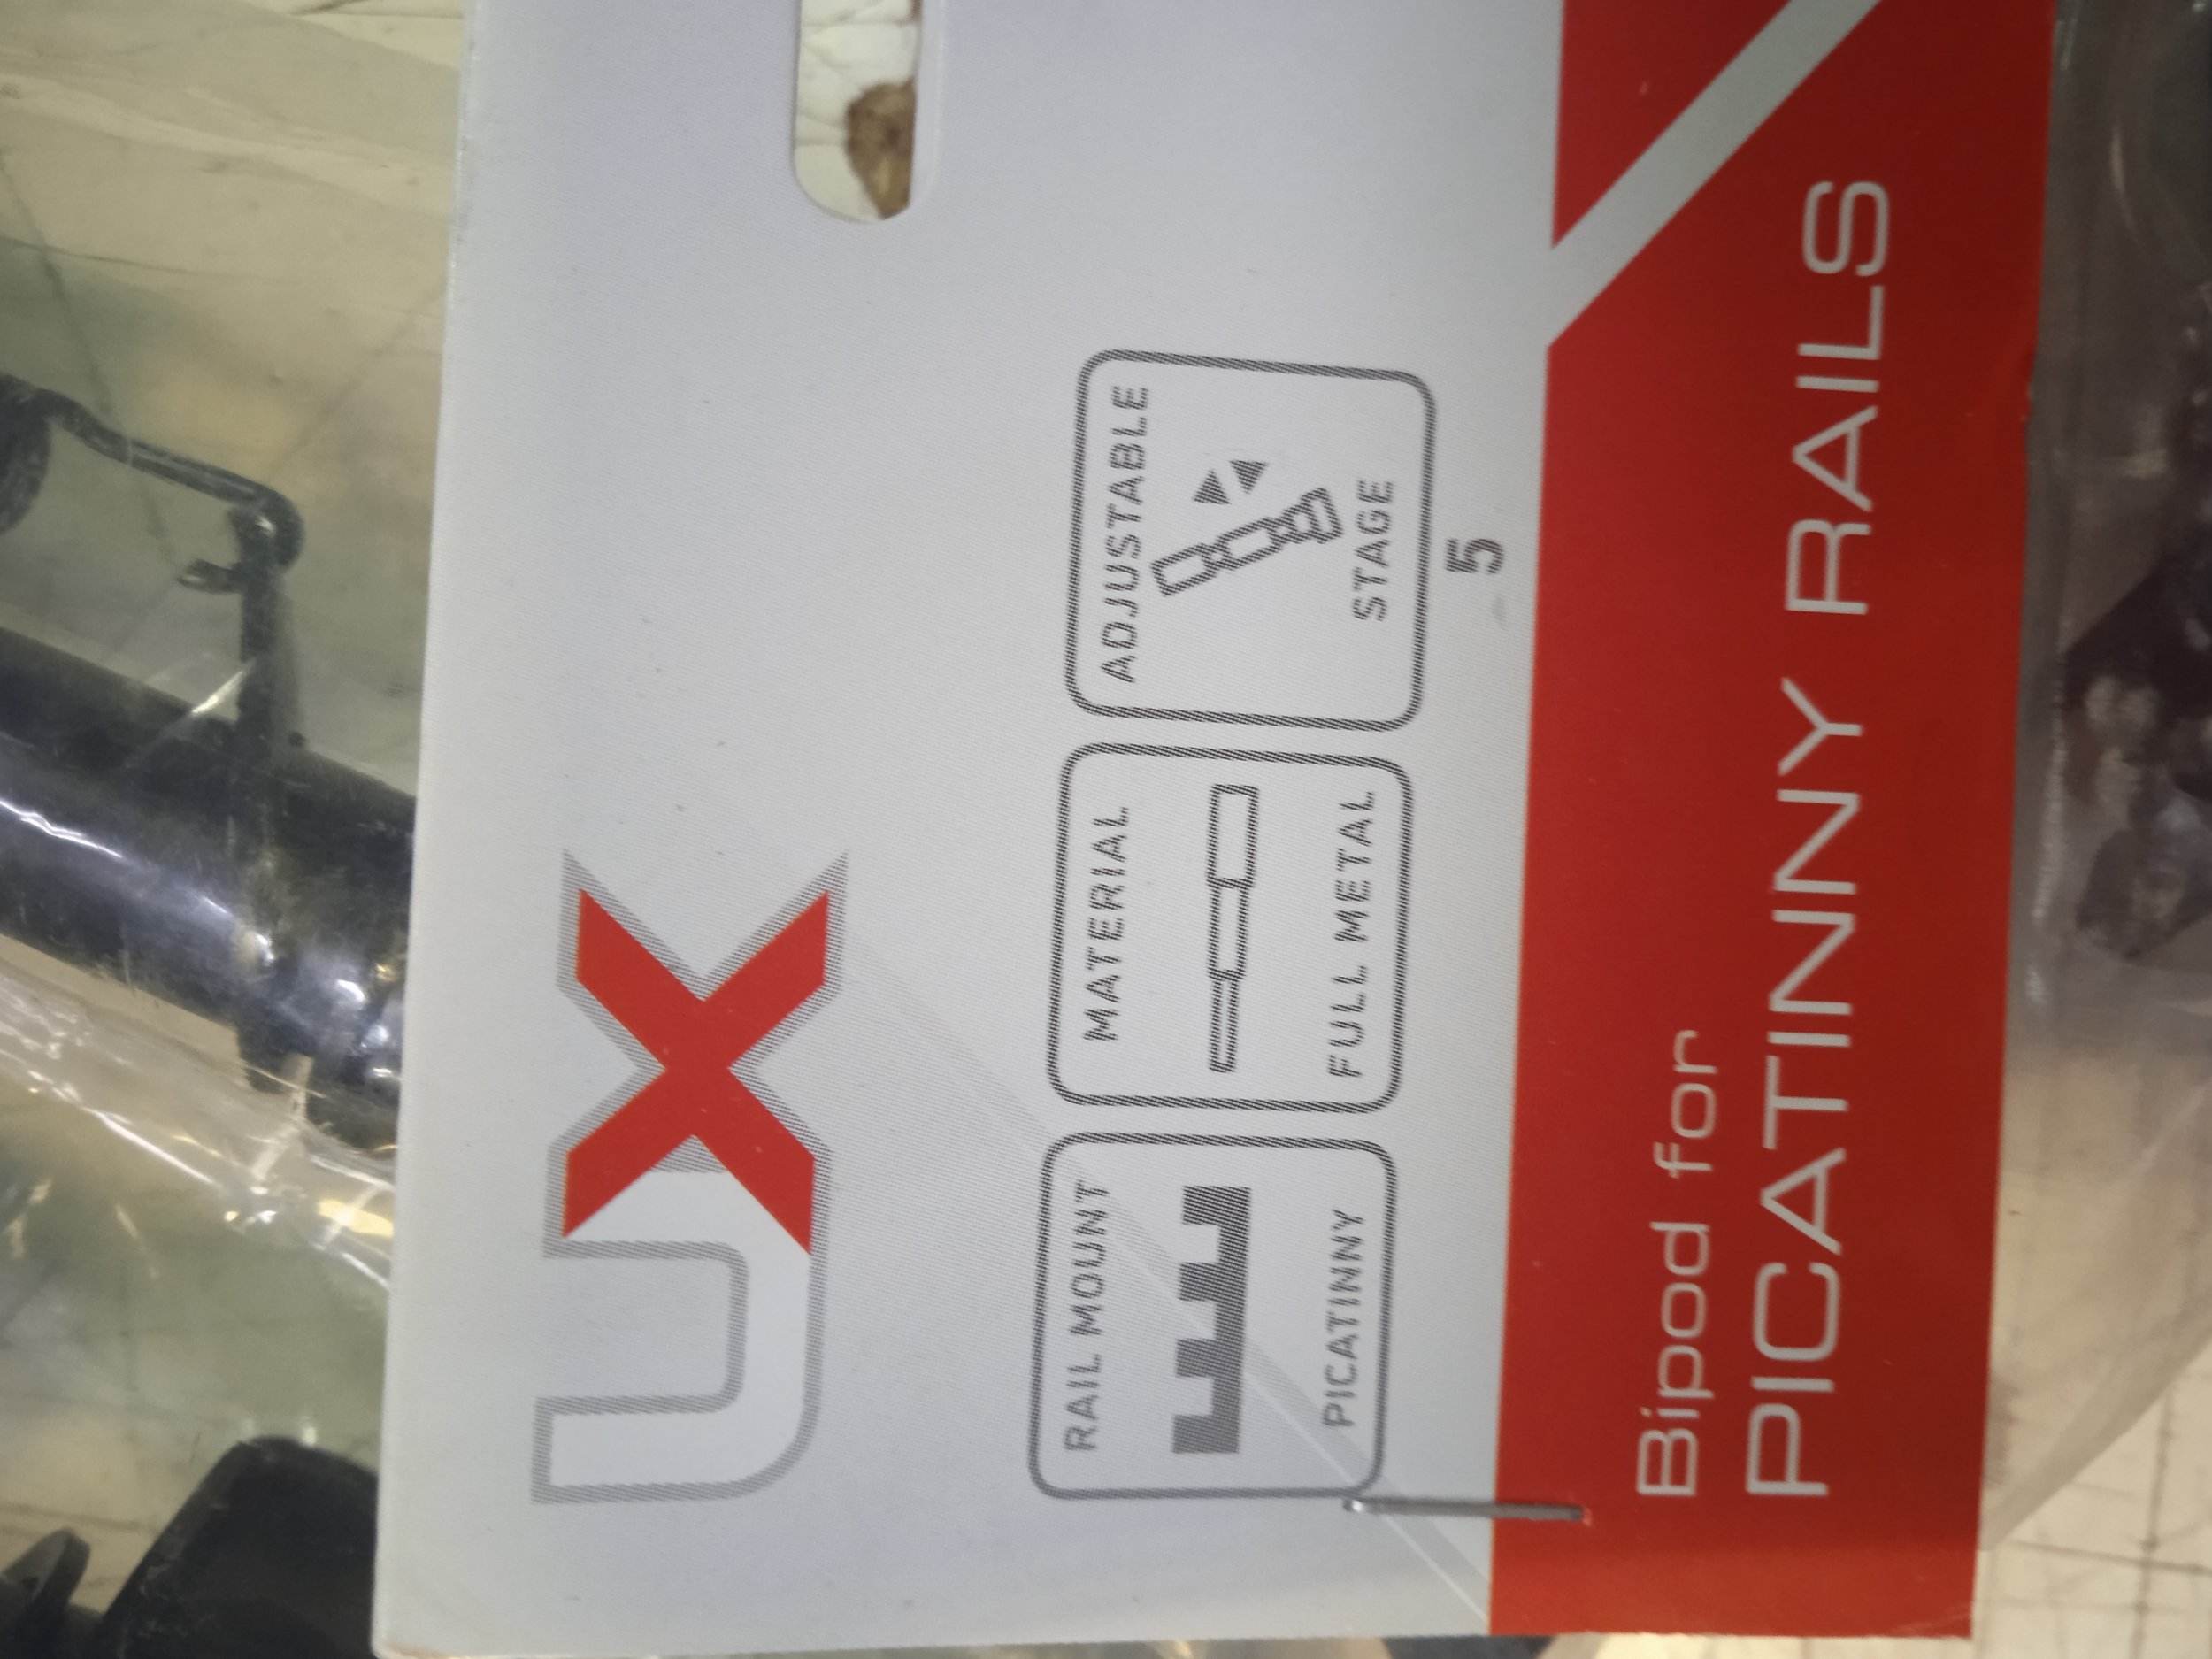 UX
RAIL MOUNT
PICATINNY
MATERIAL
FULL METAL
ADJUSTABLE
STAGE
5
Bipod for
PICATINNY RAILS